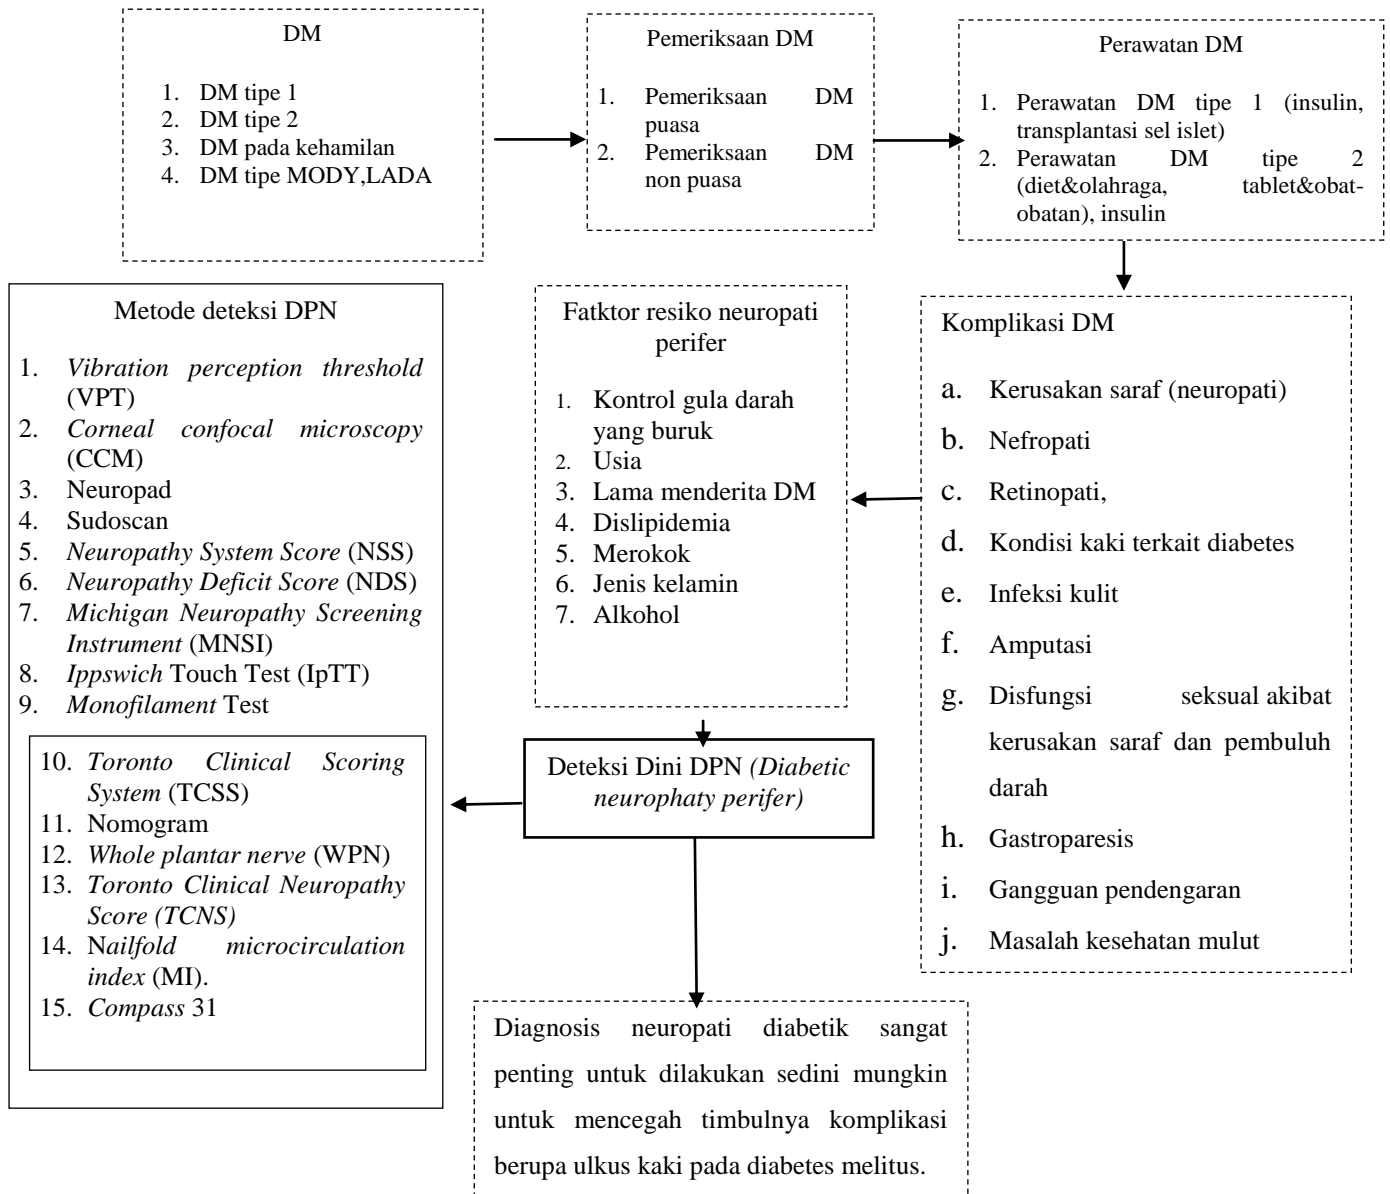 DM
1. DM tipe 1
2. DM tipe 2
3. DM pada kehamilan
4. DM tipe MODY,LADA
Pemeriksaan DM
1. Pemeriksaan DM
puasa
2. Pemeriksaan DM
non puasa
Perawatan DM
1. Perawatan DM tipe 1 (insulin,
transplantasi sel islet)
2. Perawatan DM tipe 2
(diet&olahraga, tablet&obat-
obatan), insulin
Komplikasi DM
a. Kerusakan saraf (neuropati)
b. Nefropati
c. Retinopati,
d. Kondisi kaki terkait diabetes
e. Infeksi kulit
f. Amputasi
g. Disfungsi seksual akibat
kerusakan saraf dan pembuluh
darah
h. Gastroparesis
i. Gangguan pendengaran
j. Masalah kesehatan mulut
Fatktor resiko neuropati
perifer
1. Kontrol gula darah
yang buruk
2. Usia
3. Lama menderita DM
4. Dislipidemia
5. Merokok
6. Jenis kelamin
7. Alkohol
Deteksi Dini DPN (Diabetic
neurophaty perifer)
Metode deteksi DPN
1. Vibration perception threshold
(VPT)
2. Corneal confocal microscopy
(CCM)
3. Neuropad
4. Sudoscan
5. Neuropathy System Score (NSS)
6. Neuropathy Deficit Score (NDS)
7. Michigan Neuropathy Screening
Instrument (MNSI)
8. Ippswich Touch Test (IpTT)
9. Monofilament Test
10. Toronto Clinical Scoring
System (TCSS)
11. Nomogram
12. Whole plantar nerve (WPN)
13. Toronto Clinical Neuropathy
Score (TCNS)
14. Nailfold microcirculation
index (MI).
15. Compass 31
Diagnosis neuropati diabetik sangat
penting untuk dilakukan sedini mungkin
untuk mencegah timbulnya komplikasi
berupa ulkus kaki pada diabetes melitus.